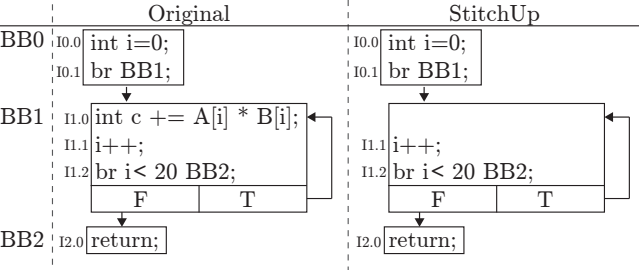 Original StitchUp
BB0 I0.0 int i=0; I0.0 int i=0;
I0.1 br BB1; I0.1 br BB1;
BB1 I1.0 int c += A[i] * B[i];
I1.1 i++; I1.1 i++;
I1.2 br i< 20 BB2; I1.2 br i< 20 BB2;
F T F T
BB2 I2.0 return; I2.0 return;